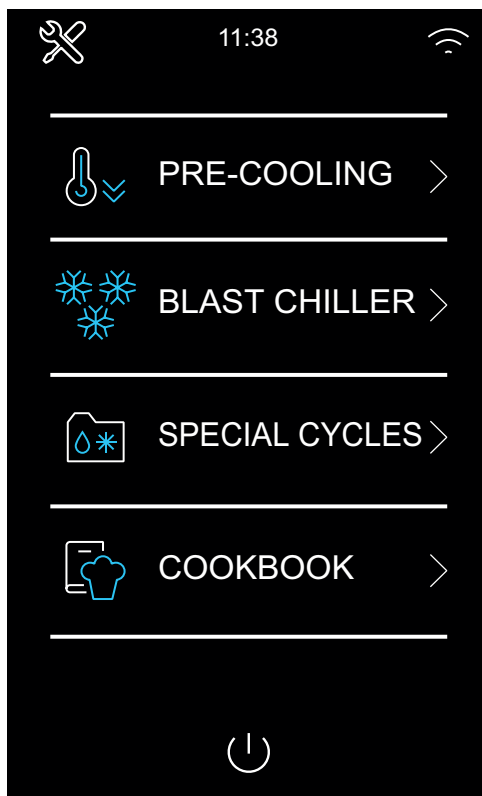 11:38
PRE-COOLING
BLAST CHILLER
SPECIAL CYCLES
COOKBOOK